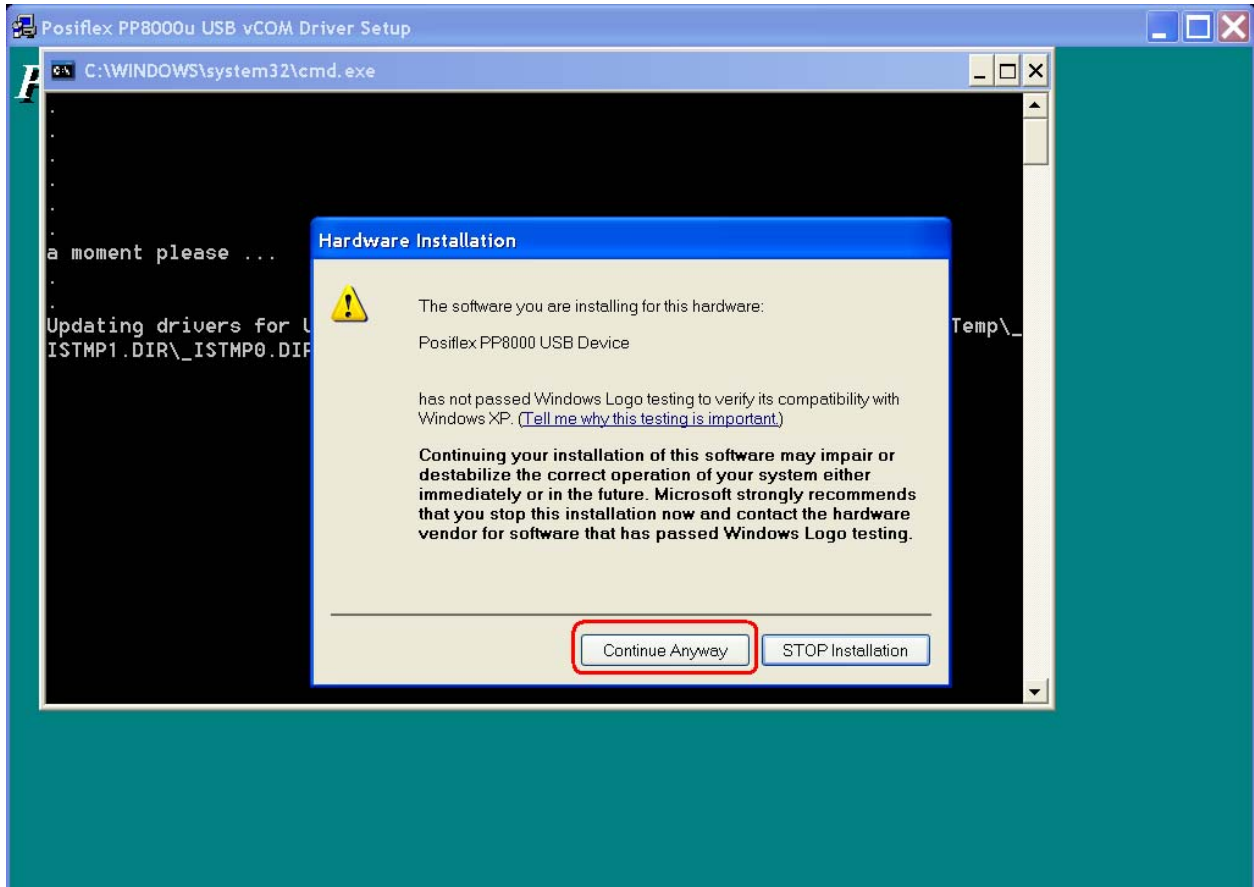 Posiflex PP8000u USB vCOM Driver Setup
P
C:\WINDOWS\system32\cmd.exe
.
.
.
.
.
.
a moment please ...
.
.
Updating drivers for Temp\_
ISTMP1.DIR\_ISTMP0.DIR
Hardware Installation
The software you are installing for this hardware:
Posiflex PP8000 USB Device
has not passed Windows Logo testing to verify its compatibility with
Windows XP. (Tell me why this testing is important.)
Continuing your installation of this software may impair or
destabilize the correct operation of your system either
immediately or in the future. Microsoft strongly recommends
that you stop this installation now and contact the hardware
vendor for software that has passed Windows Logo testing.
Continue Anyway STOP Installation